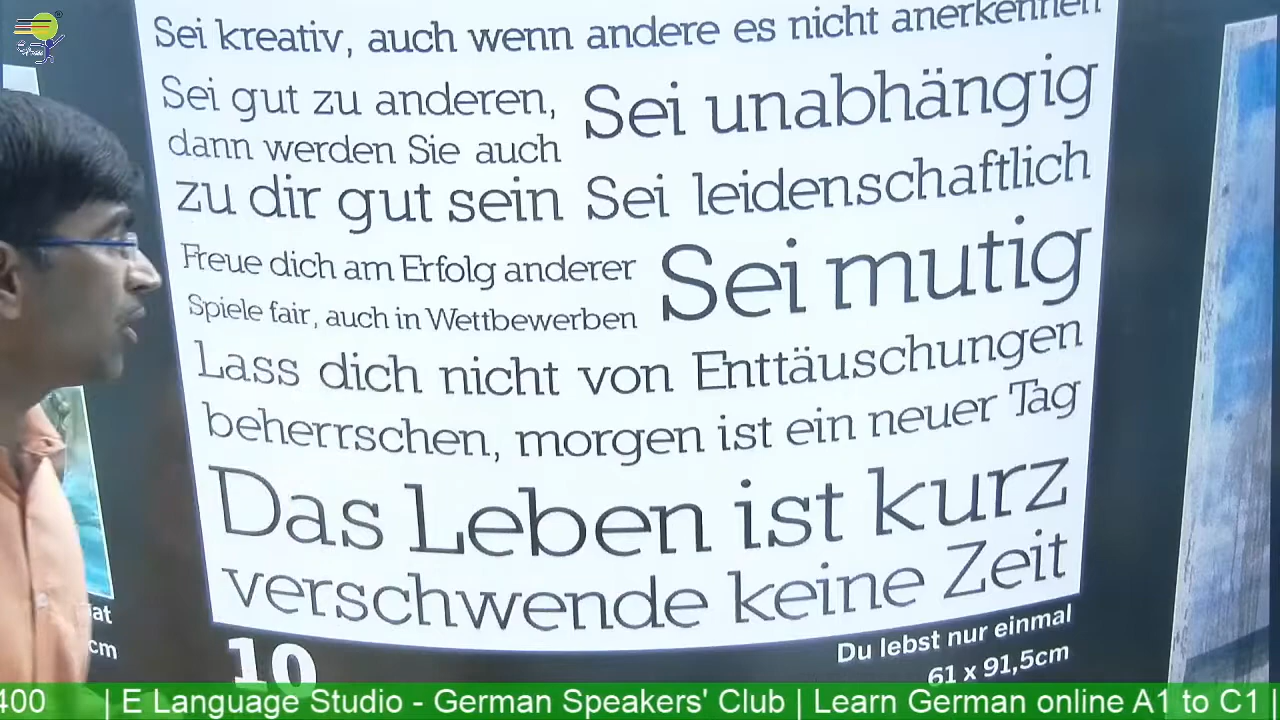 Sei kreativ, auch wenn andere es nicht anerkennen
Sei gut zu anderen,
dann werden Sie auch
zu dir gut sein
Sei unabhängig
Sei leidenschaftlich
Freue dich am Erfolg anderer
Spiele fair, auch in Wettbewerben
Sei mutig
Lass dich nicht von Enttäuschungen
beherrschen, morgen ist ein neuer Tag
Das Leben ist kurz
verschwende keine Zeit
10
Du lebst nur einmal
61 x 91,5cm
cm
400 | E Language Studio - German Speakers' Club | Learn German online A1 to C1 |